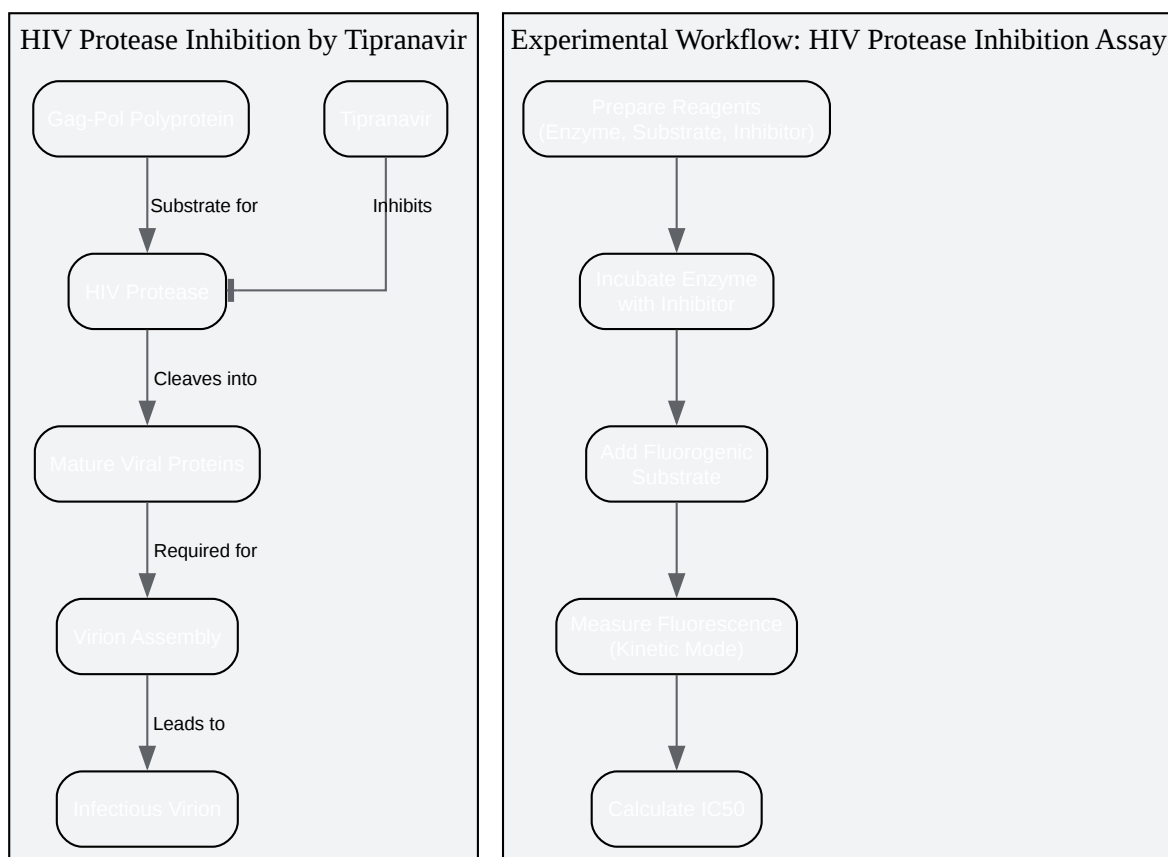 HIV Protease Inhibition by Tipranavir
Gag-Pol Polyprotein
Tipranavir
Substrate for
Inhibits
HIV Protease
Cleaves into
Mature Viral Proteins
Required for
Virion Assembly
Leads to
Infectious Virion
Experimental Workflow: HIV Protease Inhibition Assay
Prepare Reagents
(Enzyme, Substrate, Inhibitor)
Incubate Enzyme
with Inhibitor
Add Fluorogenic
Substrate
Measure Fluorescence
(Kinetic Mode)
Calculate IC50